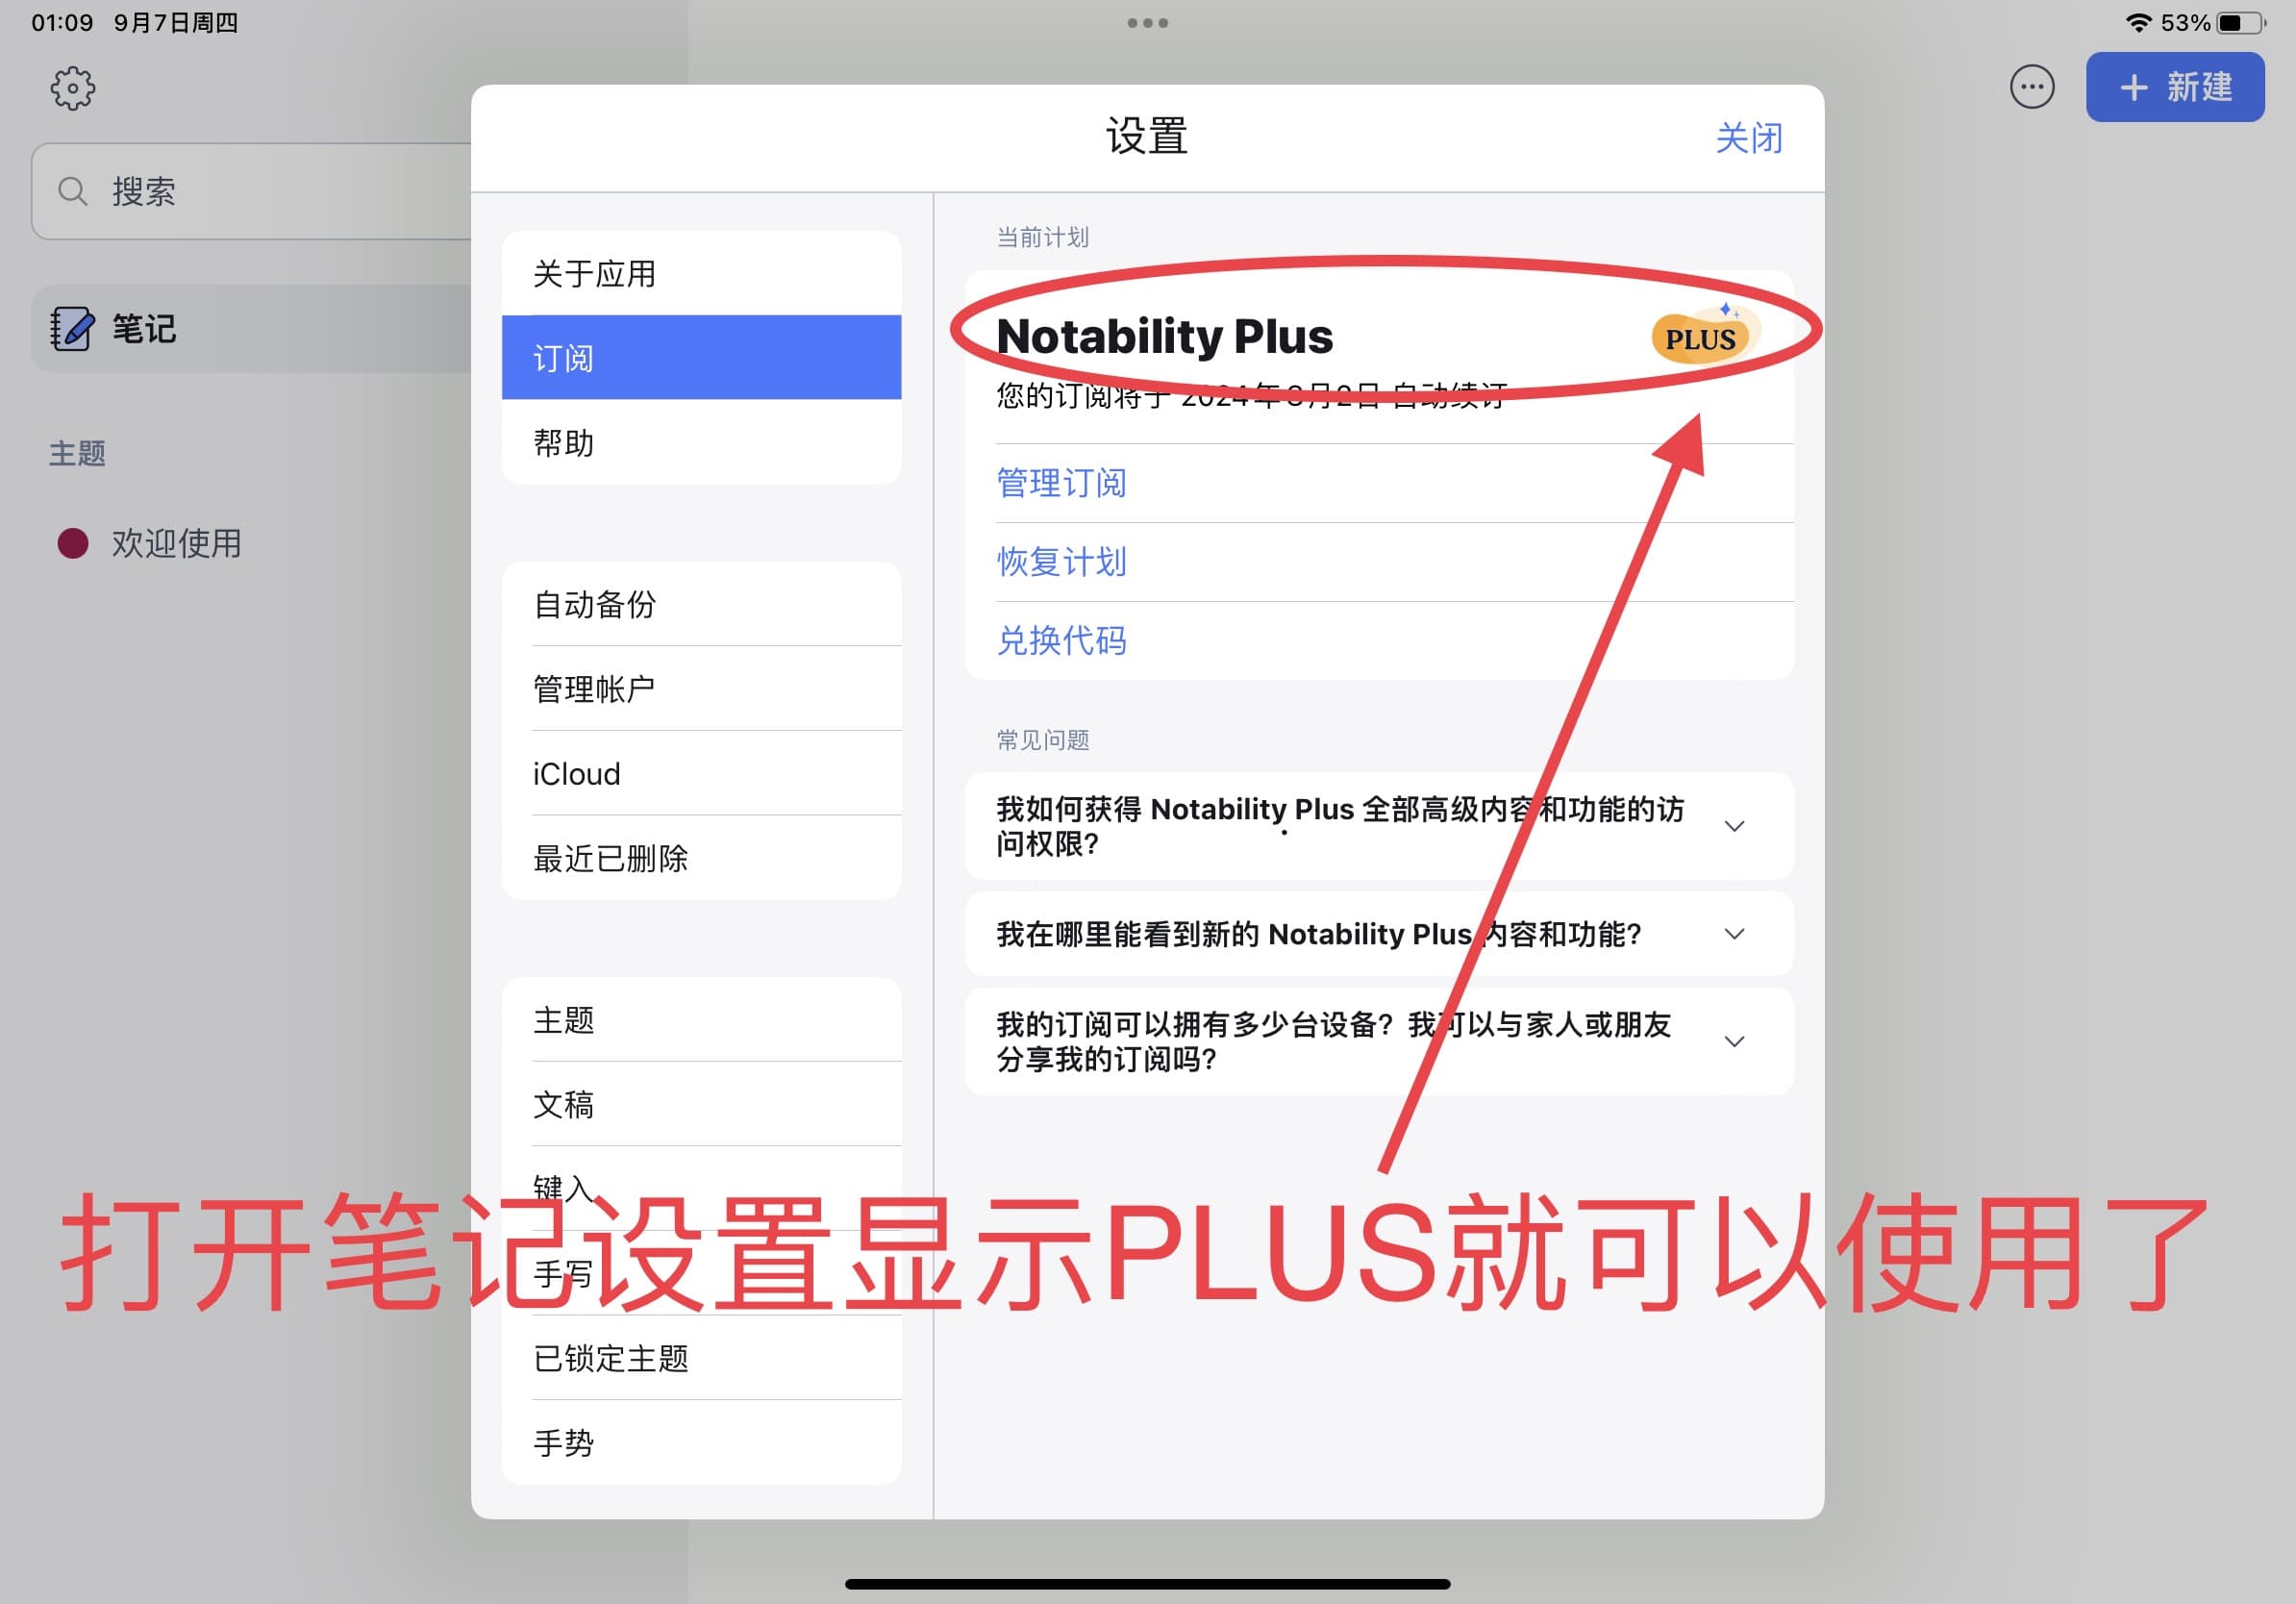 01:09 9月7日周四
53%
新建
搜索
笔记
主题
欢迎使用
设置
关闭
关于应用
订阅
帮助
自动备份
管理帐户
iCloud
最近已删除
主题
文稿
键入
手写
已锁定主题
手势
当前计划
Notability Plus
PLUS
您的订阅将于 2024年 月2日 自动续订
管理订阅
恢复计划
兑换代码
常见问题
我如何获得 Notability Plus 全部高级内容和功能的访
问权限?
我在哪里能看到新的 Notability Plus 内容和功能?
我的订阅可以拥有多少台设备？我可以与家人或朋友
分享我的订阅吗?
打开笔记设置显示PLUS就可以使用了